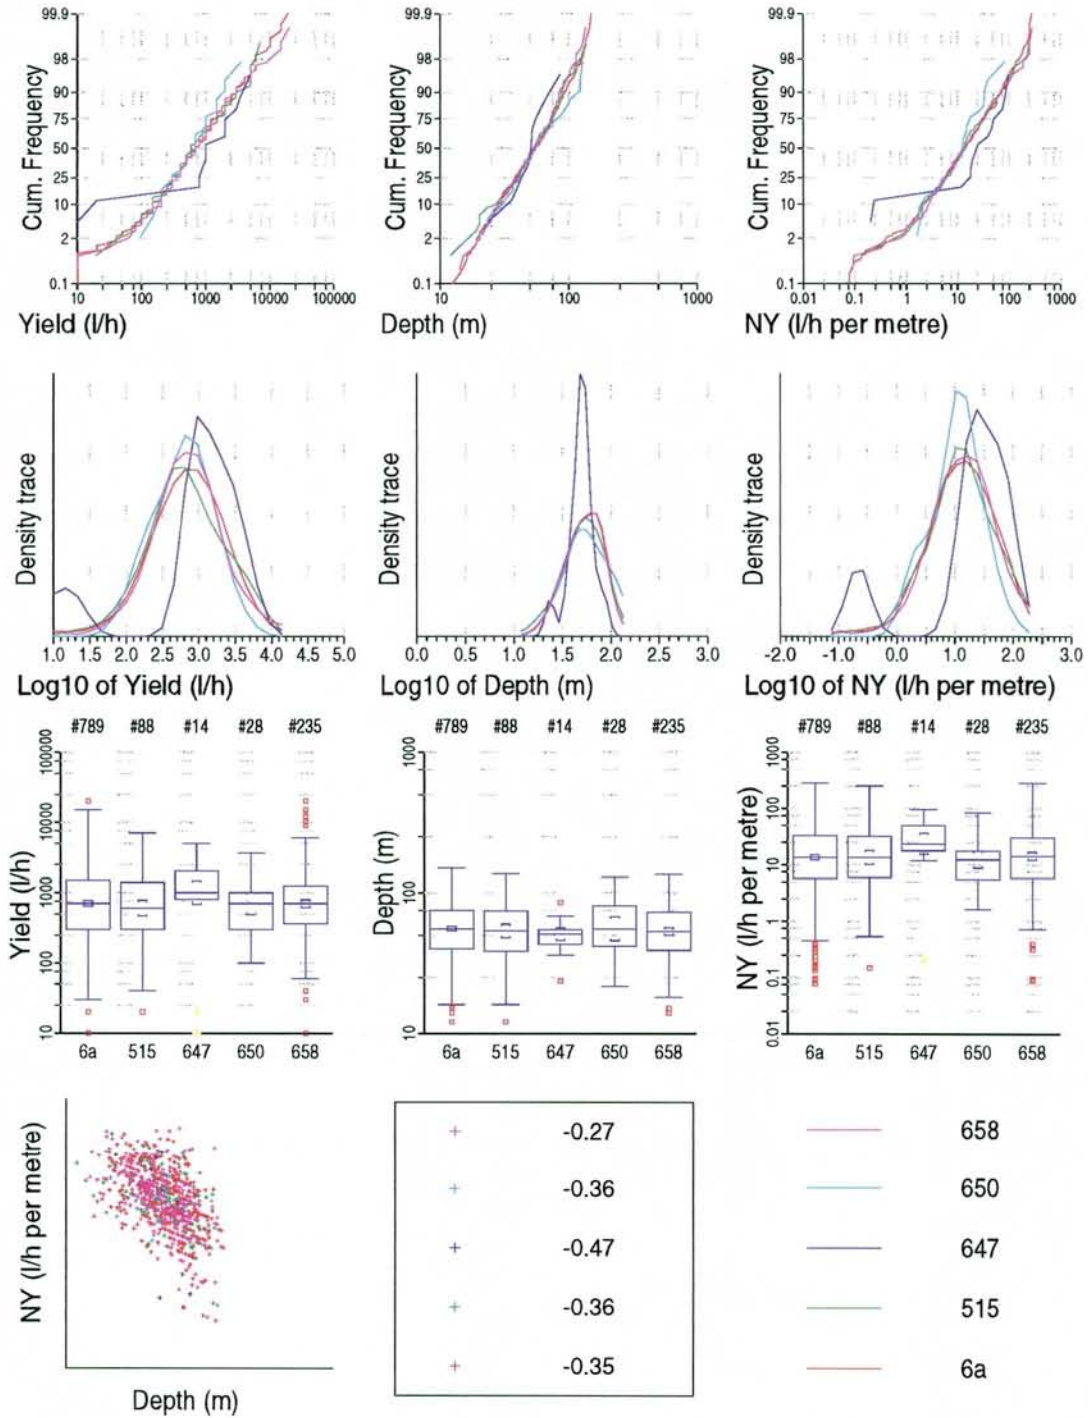 99.9 99.9 99.9
98 98 98
90 90 90
75 75 75
50 50 50
25 25 25
10 10 10
2 2 2
0.1 0.1 0.1
Cum. Frequency Cum. Frequency Cum. Frequency
10 100 1000 10000 100000 10 100 1000 0.01 0.1 1 10 100 1000
Yield (l/h) Depth (m) NY (l/h per metre)
Density trace Density trace Density trace
1.0 1.5 2.0 2.5 3.0 3.5 4.0 4.5 5.0 0.0 0.5 1.0 1.5 2.0 2.5 3.0 -2.0 -1.0 0.0 1.0 2.0 3.0
Log10 of Yield (l/h) Log10 of Depth (m) Log10 of NY (l/h per metre)
#789 #88 #14 #28 #235 #789 #88 #14 #28 #235 #789 #88 #14 #28 #235
100000 1000 1000
10000 100
1000 100 10
1
100 0.1
10 10 0.01
Yield (l/h) Depth (m) NY (l/h per metre)
6a 515 647 650 658 6a 515 647 650 658 6a 515 647 650 658
NY (l/h per metre)
Depth (m)
-0.27 658
-0.36 650
-0.47 647
-0.36 515
-0.35 6a